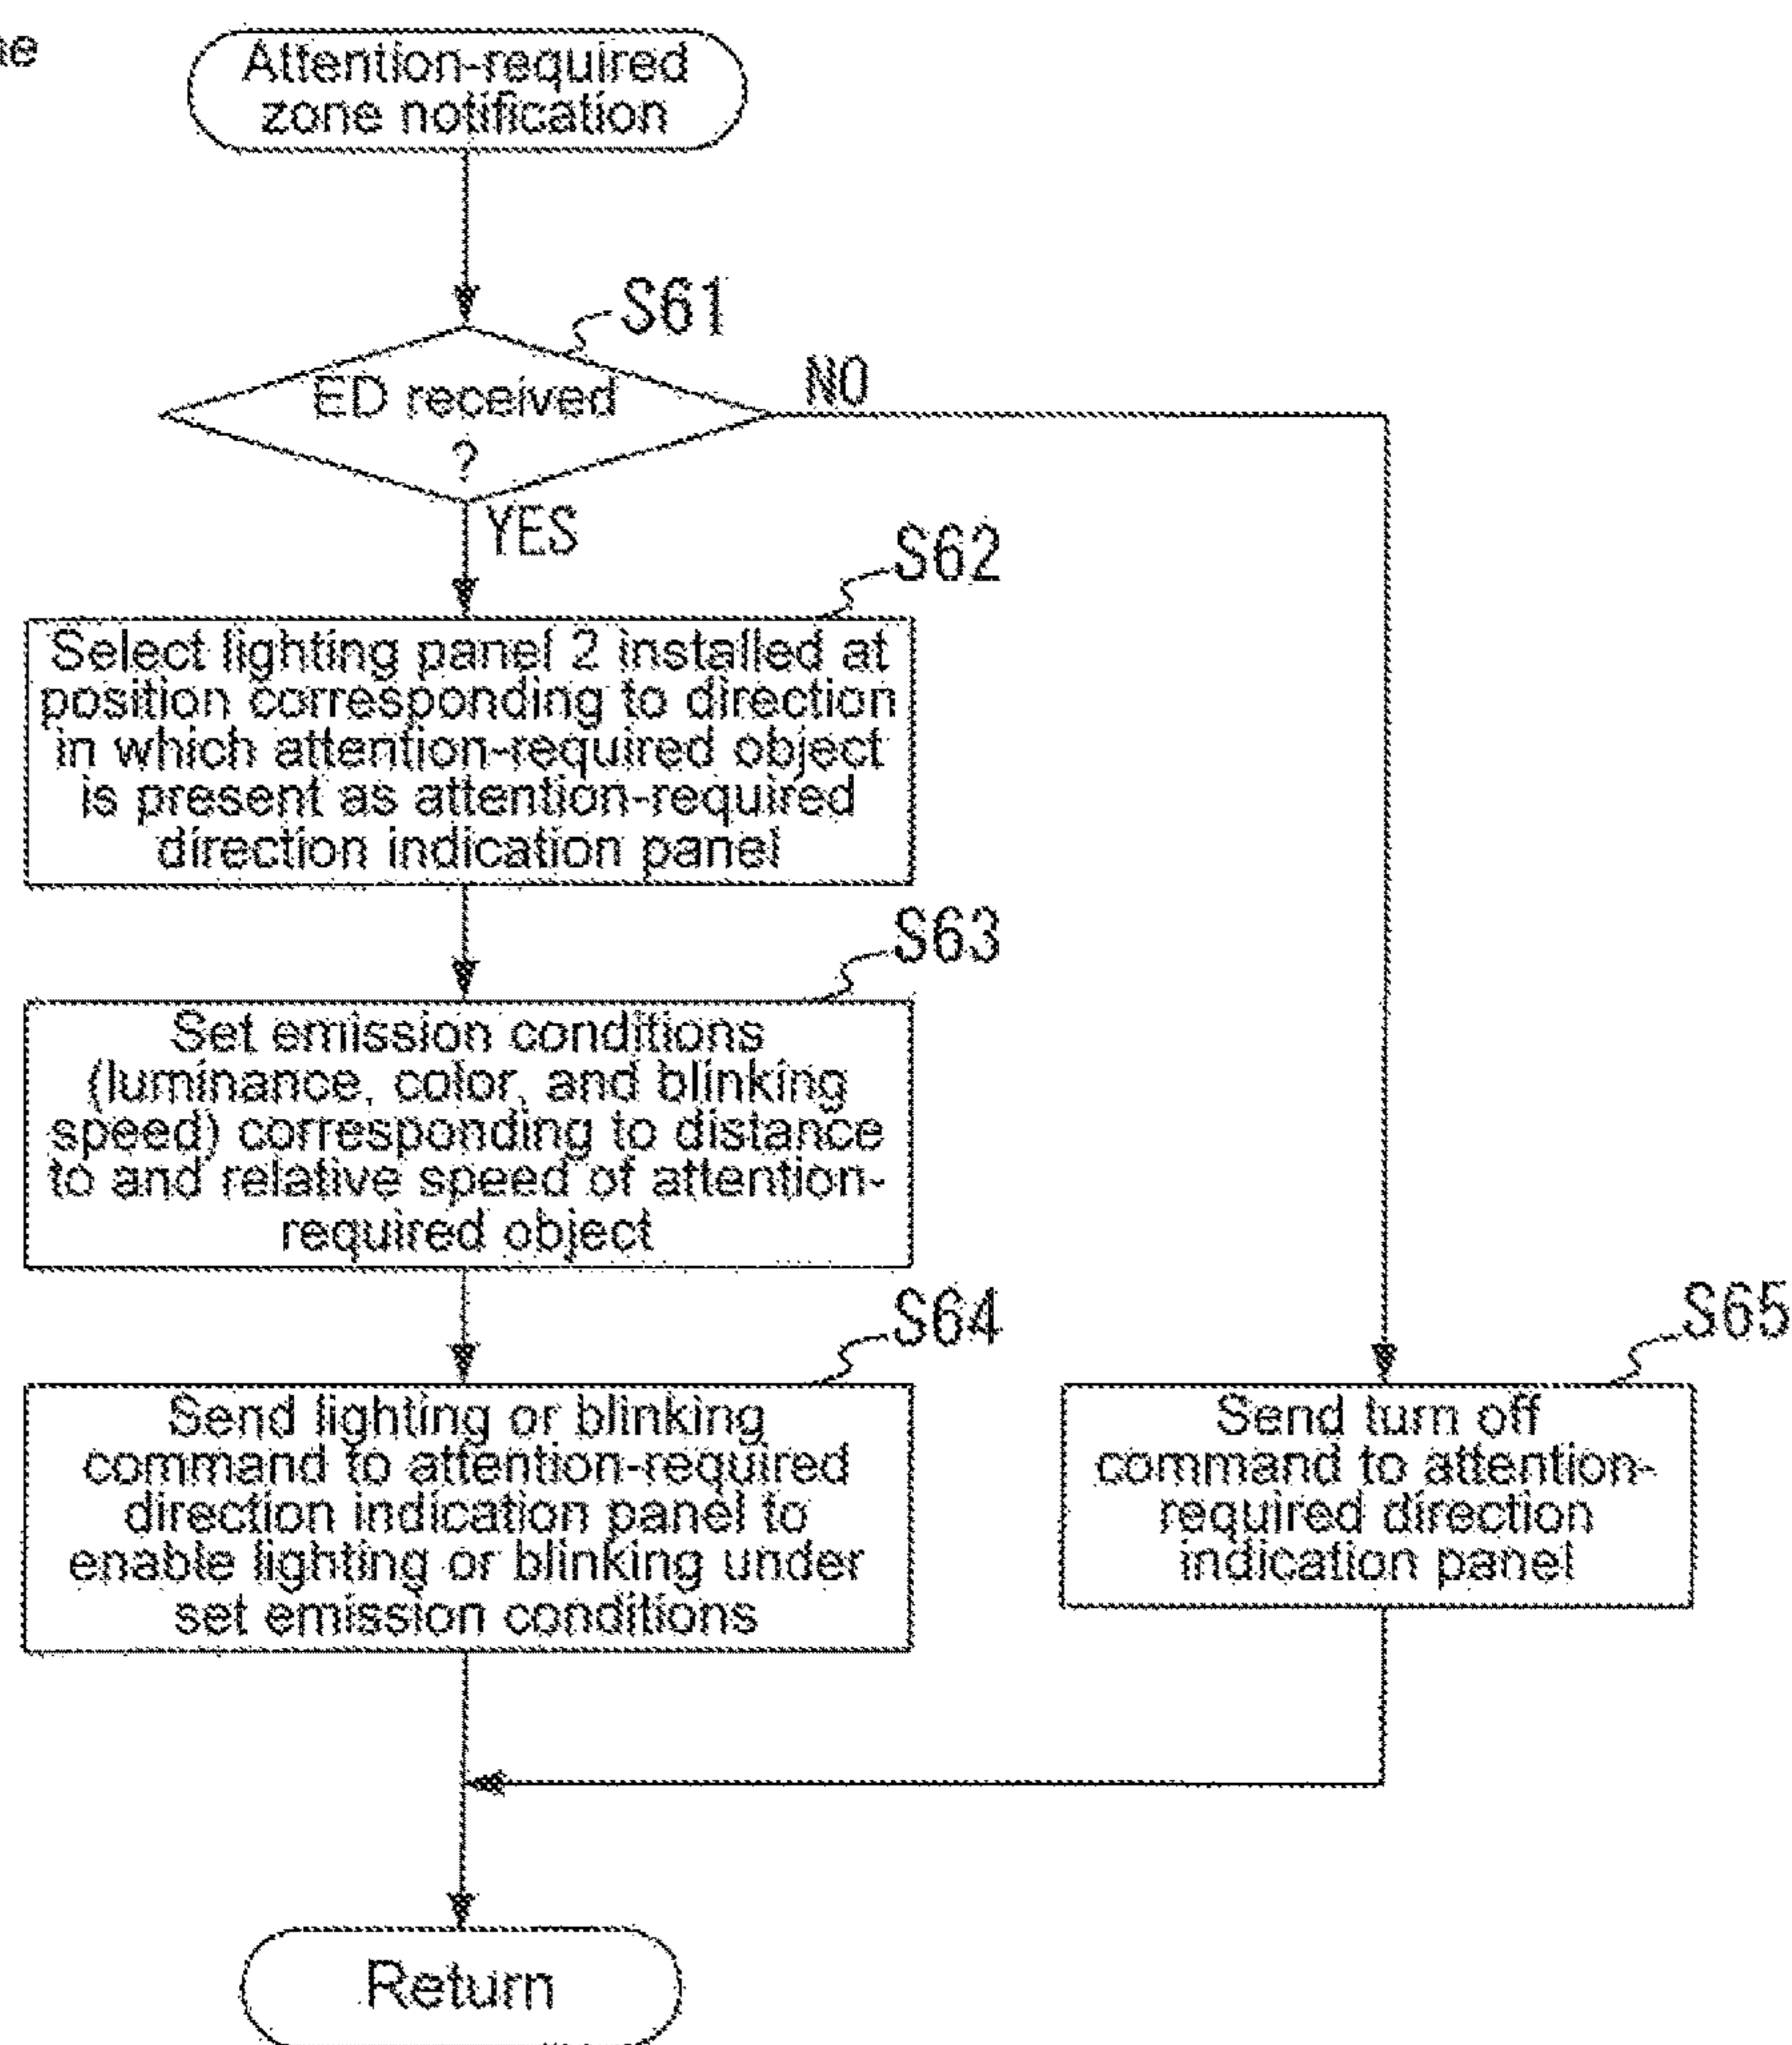 Attention-required
zone notification
S61
ED received
?
NO
YES
S62
Select lighting panel 2 installed at
position corresponding to direction
in which attention-required object
is present as attention-required
direction indication panel
S63
Set emission conditions
(luminance, color, and blinking
speed) corresponding to distance
to and relative speed of attention-
required object
S64
Send lighting or blinking
command to attention-required
direction indication panel to
enable lighting or blinking under
set emission conditions
S65
Send turn off
command to attention-
required direction
indication panel
Return